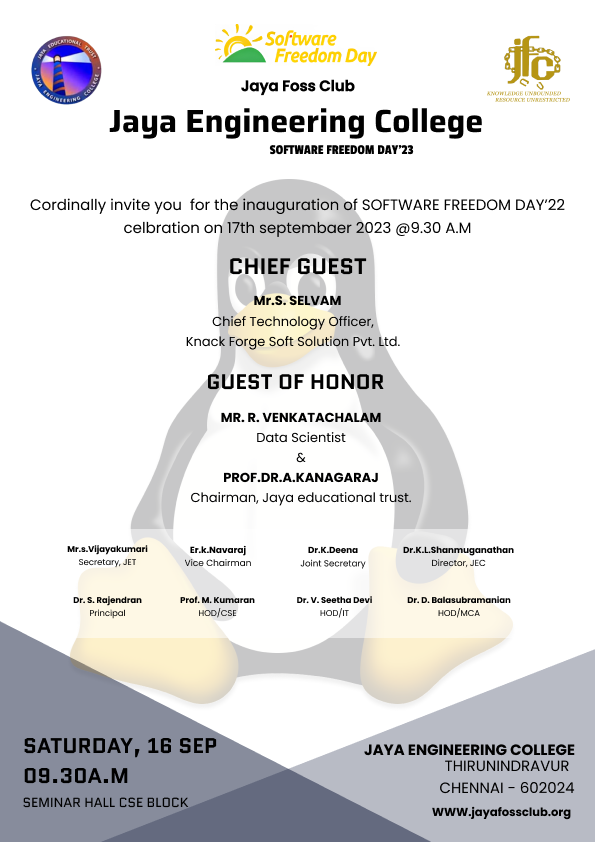 Software
Freedom Day
JAYA EDUCATIONAL TRUST
JAYA ENGINEERING COLLEGE
jfc
JCU
KNOWLEDGE UNBOUNDED
RESOURCE UNRESTRICTED
Jaya Foss Club
Jaya Engineering College
SOFTWARE FREEDOM DAY'23
Cordinally invite you for the inauguration of SOFTWARE FREEDOM DAY'22
celbration on 17th septembaer 2023 @9.30 A.M
CHIEF GUEST
Mr.S. SELVAM
Chief Technology Officer,
Knack Forge Soft Solution Pvt. Ltd.
GUEST OF HONOR
MR. R. VENKATACHALAM
Data Scientist
&
PROF.DR.A.KANAGARAJ
Chairman, Jaya educational trust.
Mr.s.Vijayakumari Er.k.Navaraj Dr.K.Deena Dr.K.L.Shanmuganathan
Secretary, JET Vice Chairman Joint Secretary Director, JEC
Dr. S. Rajendran Prof. M. Kumaran Dr. V. Seetha Devi Dr. D. Balasubramanian
Principal HOD/CSE HOD/IT HOD/MCA
SATURDAY, 16 SEP
09.30A.M
SEMINAR HALL CSE BLOCK
JAYA ENGINEERING COLLEGE
THIRUNINDRAVUR
CHENNAI - 602024
WWW.jayafossclub.org